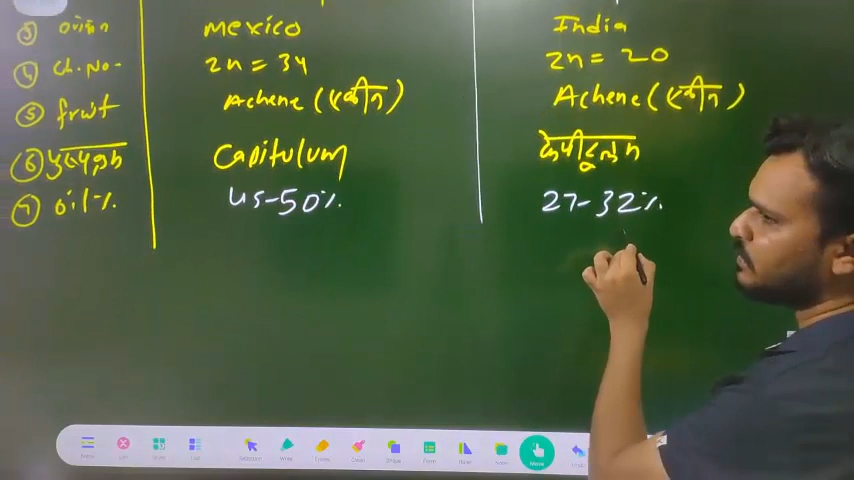 ③ origin Mexico India
④ Ch. No- 2n = 34 2n = 20
⑤ fruit Achene (एकीन) Achene (एकीन)
⑥ पुष्पक्रम Capitulum केपीटुलम
⑦ oil% 45-50% 27-32%